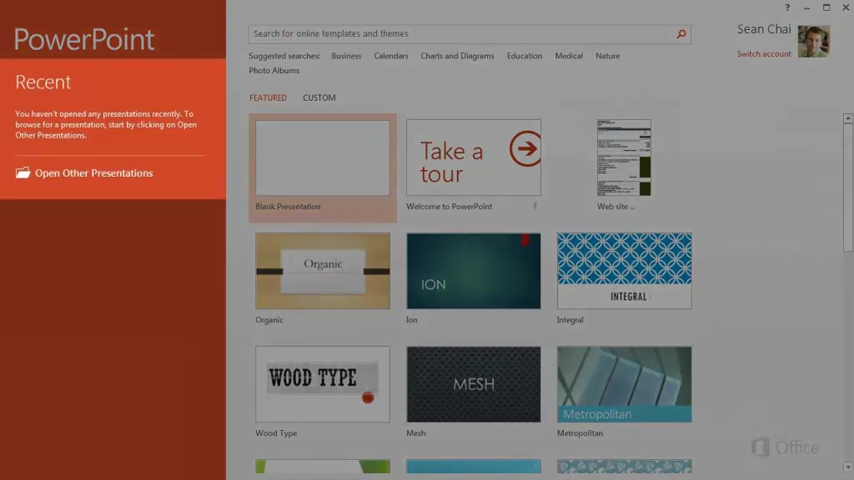 PowerPoint
Recent
You haven't opened any presentations recently. To
browse for a presentation, start by clicking on Open
Other Presentations.
Open Other Presentations
?
Search for online templates and themes
Sean Chai
Switch account
Suggested searches: Business Calendars Charts and Diagrams Education Medical Nature
Photo Albums
FEATURED CUSTOM
Take a
tour
Blank Presentation
Welcome to PowerPoint
Web site ...
Organic
ION
INTEGRAL
Organic
Ion
Integral
WOOD TYPE
MESH
Metropolitan
Wood Type
Mesh
Metropolitan
Office